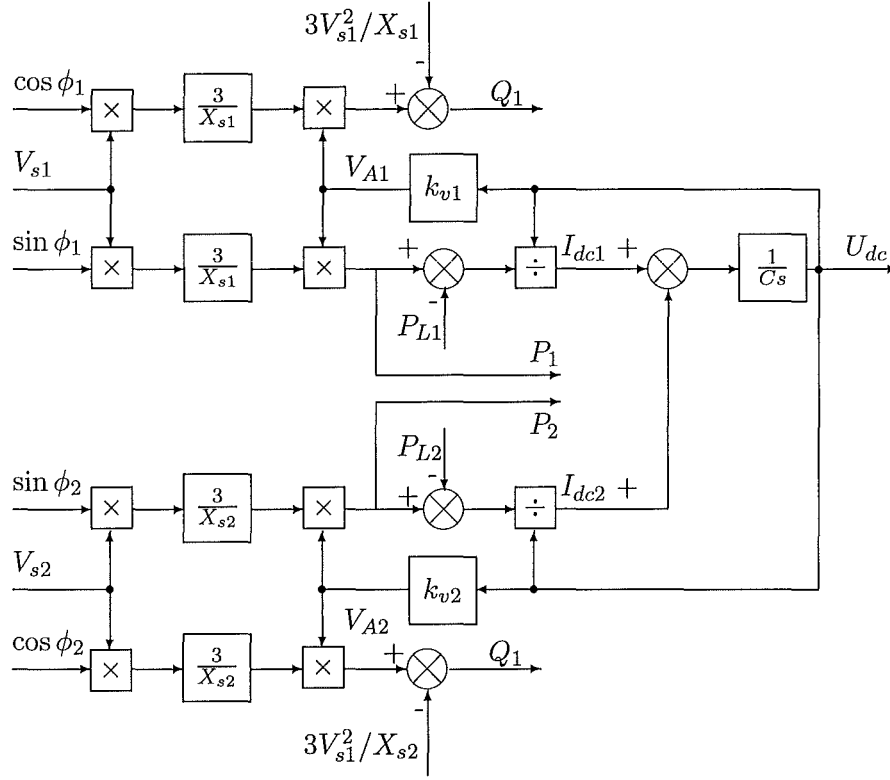 3V_{s1}^2/X_{s1}
-
cos φ_1
×
3/X_{s1}
×
+
Q_1
V_{s1}
V_{A1}
k_{v1}
sin φ_1
×
3/X_{s1}
×
+
-
÷
I_{dc1} +
1/Cs
U_{dc}
P_{L1}
P_1
P_2
P_{L2}
-
sin φ_2
×
3/X_{s2}
×
+
÷
I_{dc2} +
V_{s2}
k_{v2}
V_{A2}
cos φ_2
×
3/X_{s2}
×
+
Q_1
-
3V_{s1}^2/X_{s2}